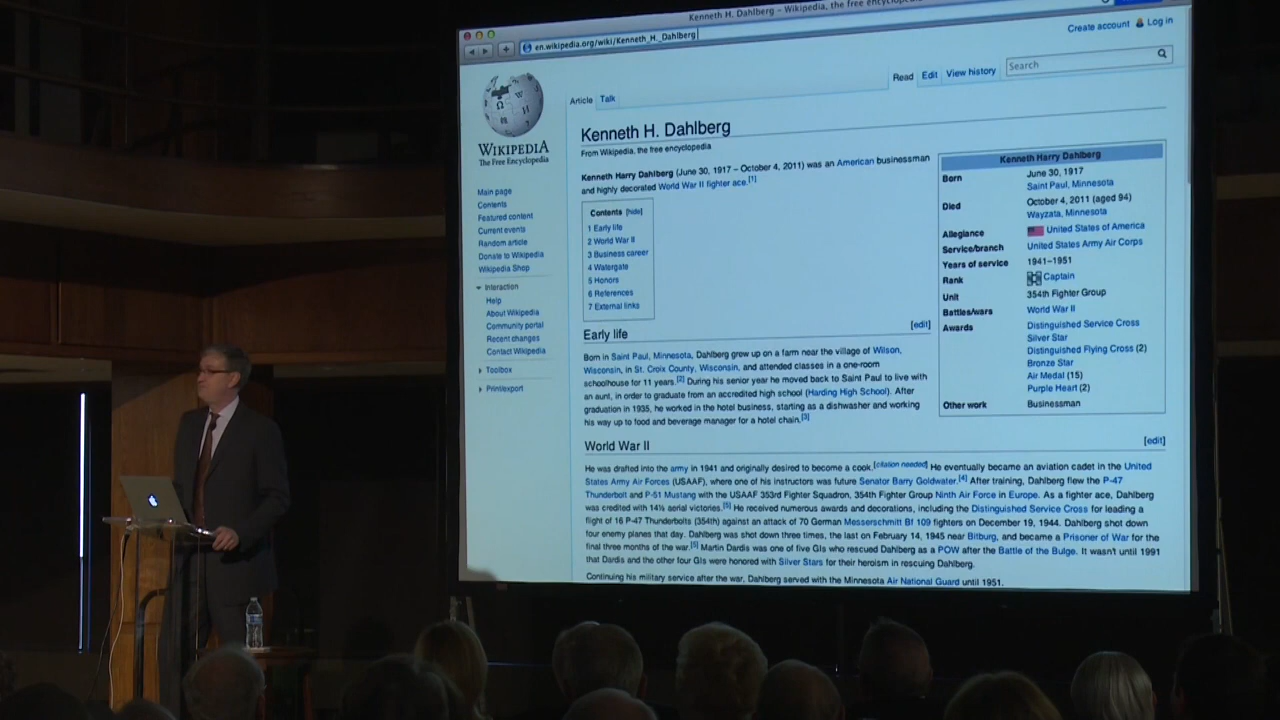 Kenneth H. Dahlberg – Wikipedia, the free
en.wikipedia.org/wiki/Kenneth_H._Dahlberg
Create account Log in
Article Talk
Read Edit View history
Search
WIKIPEDIA
The Free Encyclopedia
Main page
Contents
Featured content
Current events
Random article
Donate to Wikipedia
Wikipedia Shop
Interaction
Help
About Wikipedia
Community portal
Recent changes
Contact Wikipedia
Toolbox
Print/export
Kenneth H. Dahlberg
From Wikipedia, the free encyclopedia
Kenneth Harry Dahlberg (June 30, 1917 – October 4, 2011) was an American businessman
and highly decorated World War II fighter ace.[1]
Contents [hide]
1 Early life
2 World War II
3 Business career
4 Watergate
5 Honors
6 References
7 External links
Kenneth Harry Dahlberg
Born June 30, 1917
Saint Paul, Minnesota
Died October 4, 2011 (aged 94)
Wayzata, Minnesota
Allegiance United States of America
Service/branch United States Army Air Corps
Years of service 1941–1951
Rank Captain
Unit 354th Fighter Group
Battles/wars World War II
Awards Distinguished Service Cross
Silver Star
Distinguished Flying Cross (2)
Bronze Star
Air Medal (15)
Purple Heart (2)
Other work Businessman
Early life [edit]
Born in Saint Paul, Minnesota, Dahlberg grew up on a farm near the village of Wilson,
Wisconsin, in St. Croix County, Wisconsin, and attended classes in a one-room
schoolhouse for 11 years.[2] During his senior year he moved back to Saint Paul to live with
an aunt, in order to graduate from an accredited high school (Harding High School). After
graduation in 1935, he worked in the hotel business, starting as a dishwasher and working
his way up to food and beverage manager for a hotel chain.[3]
World War II [edit]
He was drafted into the army in 1941 and originally desired to become a cook.[citation needed] He eventually became an aviation cadet in the United
States Army Air Forces (USAAF), where one of his instructors was future Senator Barry Goldwater.[4] After training, Dahlberg flew the P-47
Thunderbolt and P-51 Mustang with the USAAF 353rd Fighter Squadron, 354th Fighter Group Ninth Air Force in Europe. As a fighter ace, Dahlberg
was credited with 14½ aerial victories.[5] He received numerous awards and decorations, including the Distinguished Service Cross for leading a
flight of 16 P-47 Thunderbolts (354th) against an attack of 70 German Messerschmitt Bf 109 fighters on December 19, 1944. Dahlberg shot down
four enemy planes that day. Dahlberg was shot down three times, the last on February 14, 1945 near Bitburg, and became a Prisoner of War for the
final three months of the war.[5] Martin Dardis was one of five GIs who rescued Dahlberg as a POW after the Battle of the Bulge. It wasn't until 1991
that Dardis and the other four GIs were honored with Silver Stars for their heroism in rescuing Dahlberg.
Continuing his military service after the war, Dahlberg served with the Minnesota Air National Guard until 1951.